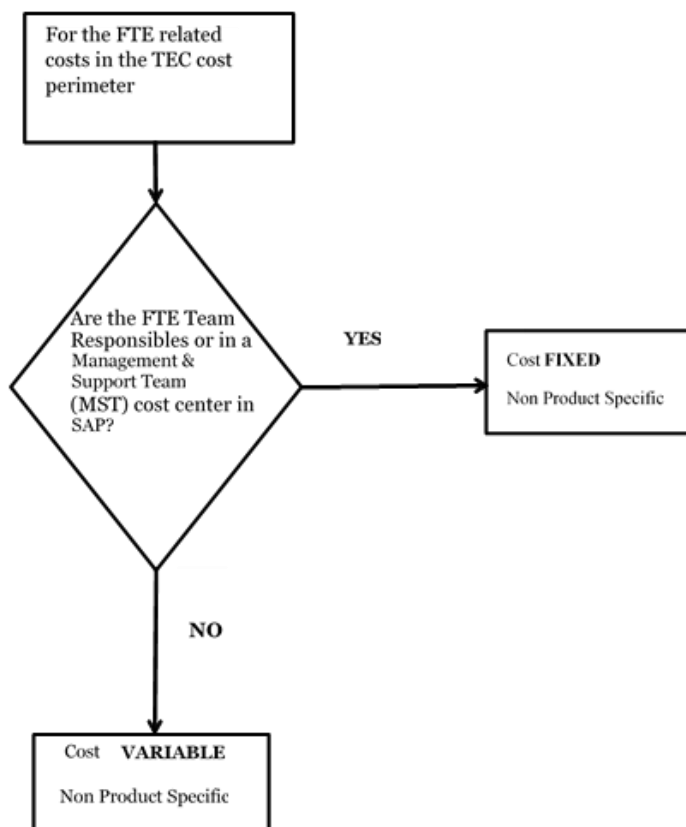 For the FTE related
costs in the TEC cost
perimeter
Are the FTE Team
Responsibles or in a
Management &
Support Team
(MST) cost center in
SAP?
YES
Cost FIXED
Non Product Specific
NO
Cost VARIABLE
Non Product Specific